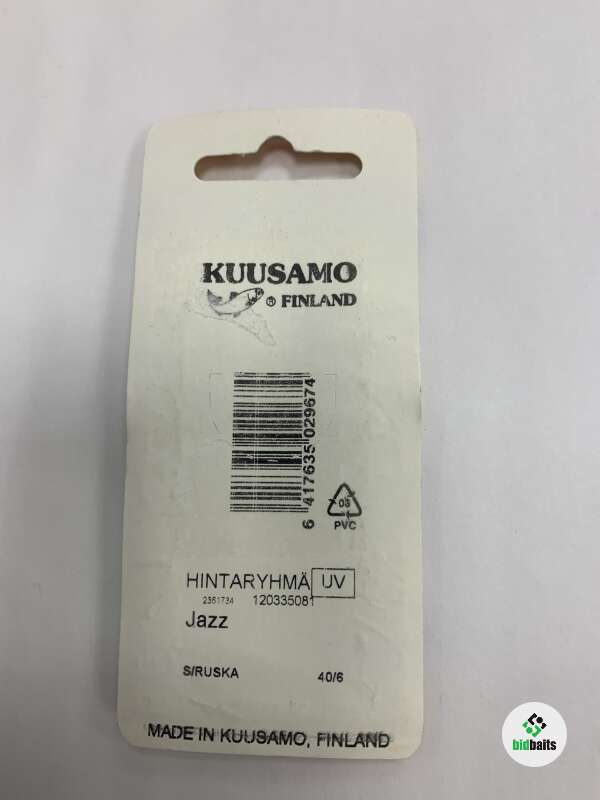 KUUSAMO
® FINLAND
6 417635 029674
03
PVC
HINTARYHMÄ UV
2361734 120335081
Jazz
S/RUSKA 40/6
MADE IN KUUSAMO, FINLAND
bidbaits